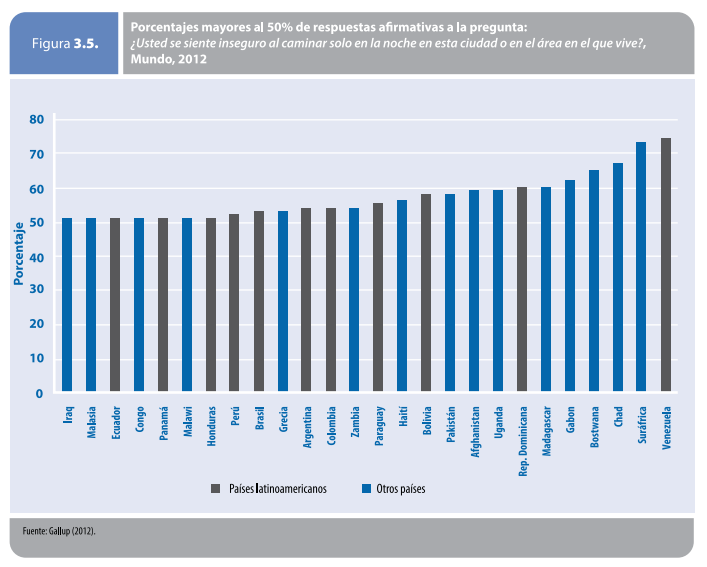 Figura 3.5.
Porcentajes mayores al 50% de respuestas afirmativas a la pregunta:
¿Usted se siente inseguro al caminar solo en la noche en esta ciudad o en el área en el que vive?,
Mundo, 2012
Porcentaje
80
70
60
50
40
30
20
10
0
Iraq
Malasia
Ecuador
Congo
Panamá
Malawi
Honduras
Perú
Brasil
Grecia
Argentina
Colombia
Zambia
Paraguay
Haití
Bolivia
Pakistán
Afghanistan
Uganda
Rep. Dominicana
Madagascar
Gabon
Bostwana
Chad
Suráfrica
Venezuela
Países latinoamericanos
Otros países
Fuente: Gallup (2012).